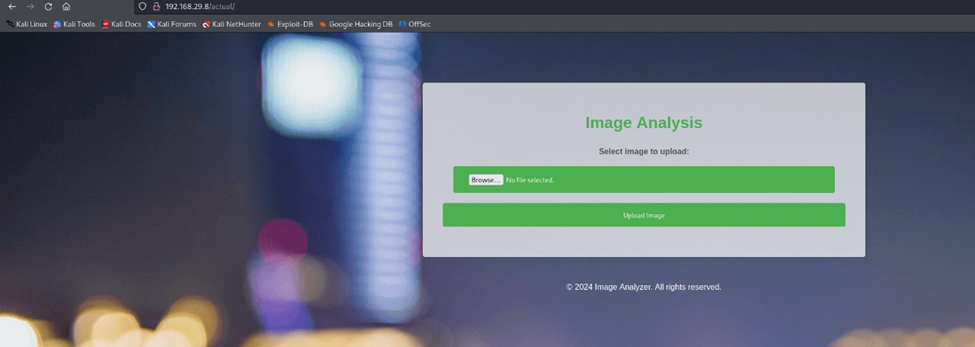 192.168.29.8/actual/
Kali Linux Kali Tools Kali Docs Kali Forums Kali NetHunter Exploit-DB Google Hacking DB OffSec
Image Analysis
Select image to upload:
Browse... No file selected.
Upload Image
© 2024 Image Analyzer. All rights reserved.